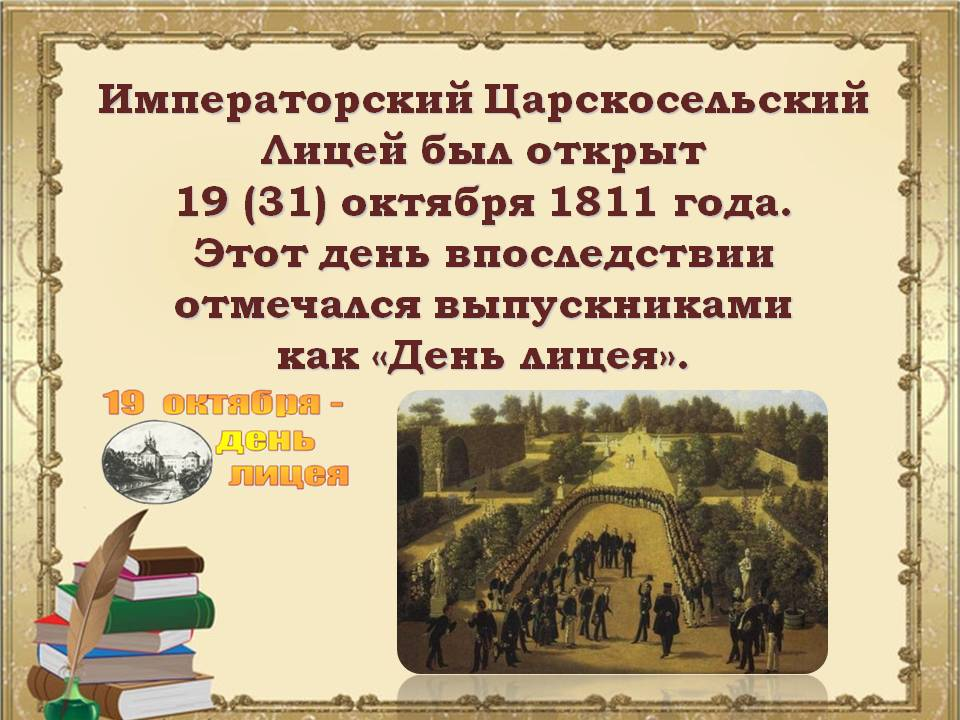 Императорский Царскосельский
Лицей был открыт
19 (31) октября 1811 года.
Этот день впоследствии
отмечался выпускниками
как «День лицея».
19 октября -
день
лицея